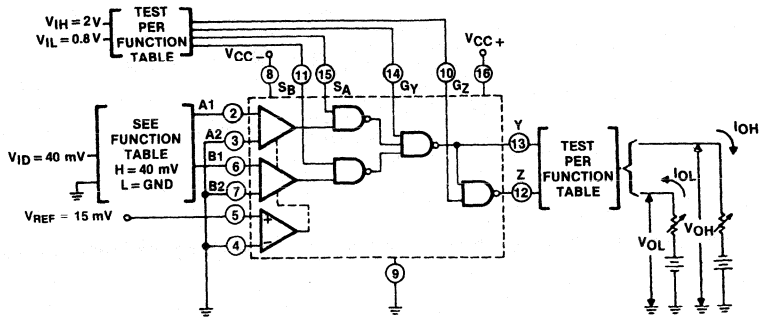 VIH = 2 V
VIL = 0.8 V
TEST
PER
FUNCTION
TABLE
VCC-
8
11
SB
15
SA
14
GY
10
GZ
VCC+
16
VID = 40 mV
SEE
FUNCTION
TABLE
H = 40 mV
L = GND
A1
2
A2
3
B1
6
B2
7
VREF = 15 mV
5
+
4
-
9
Y
13
Z
12
TEST
PER
FUNCTION
TABLE
IOH
IOL
VOL
VOH